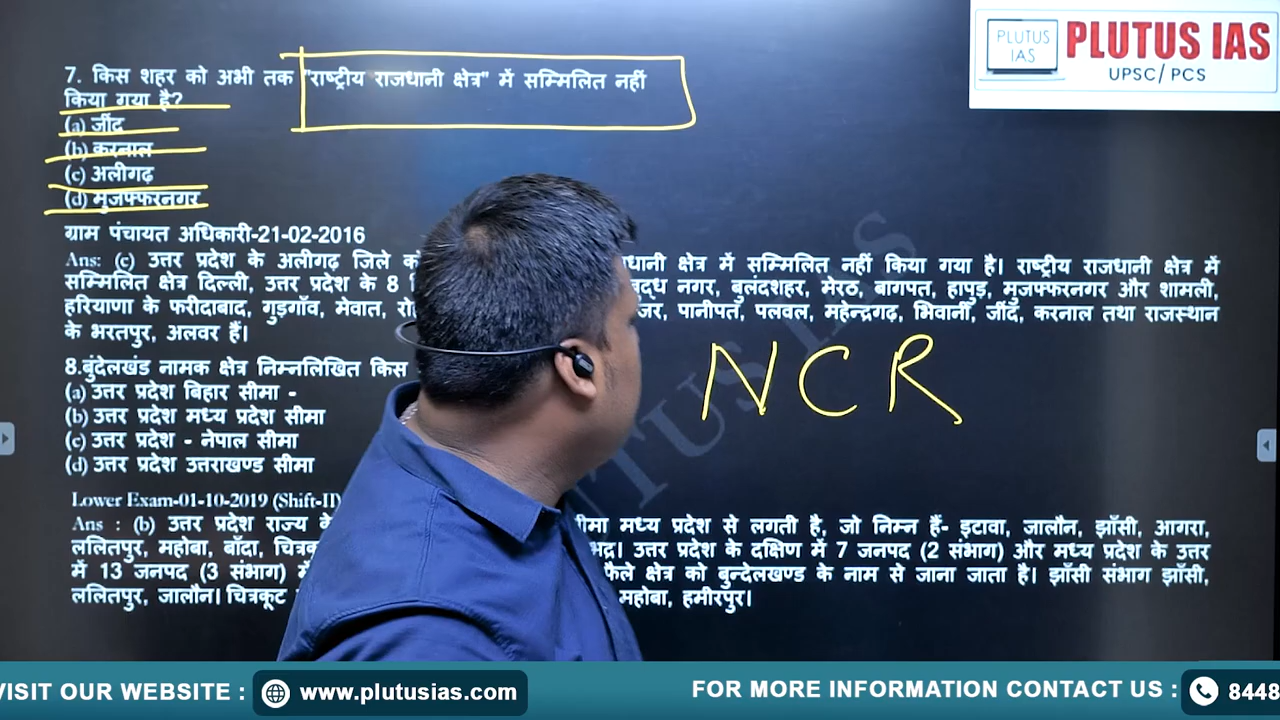 7. किस शहर को अभी तक "राष्ट्रीय राजधानी क्षेत्र" में सम्मिलित नहीं
किया गया है?
(a) जींद
(b) करनाल
(c) अलीगढ़
(d) मुजफ्फरनगर
ग्राम पंचायत अधिकारी-21-02-2016
Ans: (c) उत्तर प्रदेश के अलीगढ़ जिले को क्षेत्र में सम्मिलित नहीं किया गया है। राष्ट्रीय राजधानी क्षेत्र में
सम्मिलित क्षेत्र दिल्ली, उत्तर प्रदेश के 8 नगर, बुलंदशहर, मेरठ, बागपत, हापुड़, मुजफ्फरनगर और शामली,
हरियाणा के फरीदाबाद, गुड़गाँव, मेवात, पानीपत, पलवल, महेन्द्रगढ़, भिवानी, जींद, करनाल तथा राजस्थान
के भरतपुर, अलवर हैं।
NCR
8.बुंदेलखंड नामक क्षेत्र निम्नलिखित किस
(a) उत्तर प्रदेश बिहार सीमा -
(b) उत्तर प्रदेश मध्य प्रदेश सीमा
(c) उत्तर प्रदेश - नेपाल सीमा
(d) उत्तर प्रदेश उत्तराखण्ड सीमा
Lower Exam-01-10-2019 (Shift-II)
Ans : (b) उत्तर प्रदेश राज्य मध्य प्रदेश से लगती है, जो निम्न हैं- इटावा, जालौन, झाँसी, आगरा,
ललितपुर, महोबा, बाँदा, उत्तर प्रदेश के दक्षिण में 7 जनपद (2 संभाग) और मध्य प्रदेश के उत्तर
में 13 जनपद (3 संभाग) फैले क्षेत्र को बुन्देलखण्ड के नाम से जाना जाता है। झाँसी संभाग झाँसी,
ललितपुर, जालौन। चित्रकूट महोबा, हमीरपुर।
PLUTUS IAS
PLUTUS IAS
UPSC/ PCS
VISIT OUR WEBSITE : www.plutusias.com FOR MORE INFORMATION CONTACT US : 8448